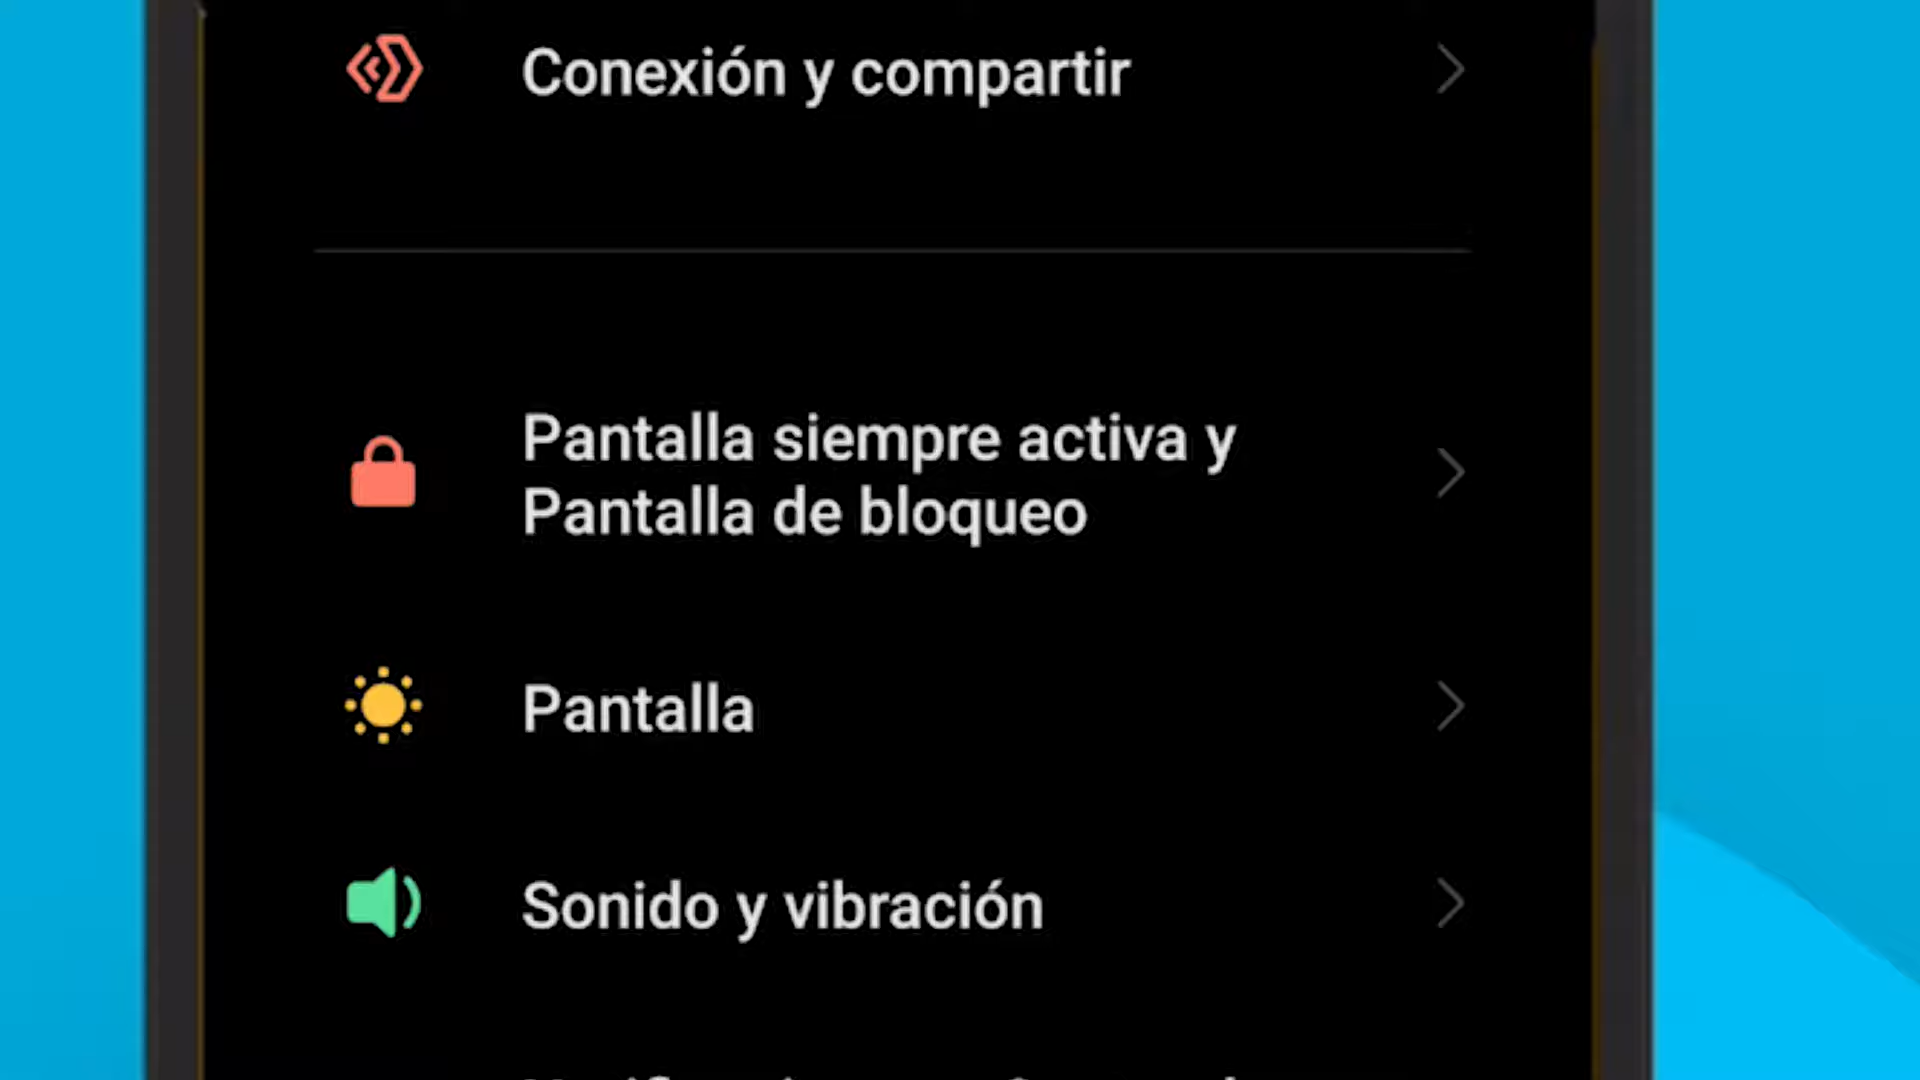 Conexión y compartir
Pantalla siempre activa y
Pantalla de bloqueo
Pantalla
Sonido y vibración